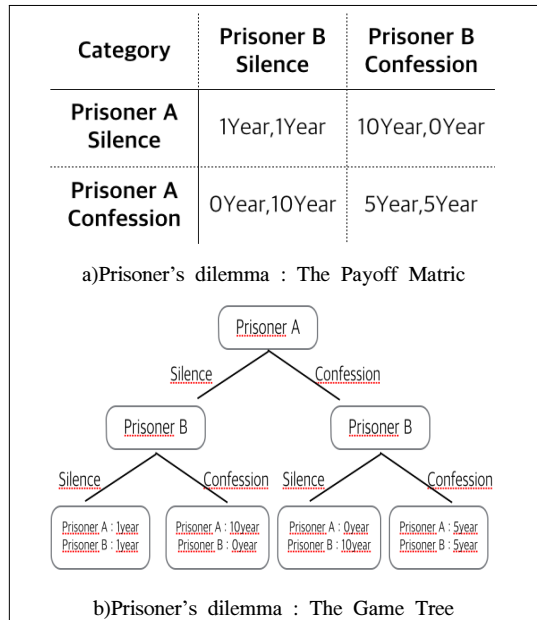 Category
Prisoner B
Silence
Prisoner B
Confession
Prisoner A
Silence
1Year,1Year
10Year,0Year
Prisoner A
Confession
0Year,10Year
5Year,5Year
a)Prisoner's dilemma : The Payoff Matric
Prisoner A
Silence
Confession
Prisoner B
Prisoner B
Silence
Confession
Silence
Confession
Prisoner A : 1year
Prisoner B : 1year
Prisoner A : 10year
Prisoner B : 0year
Prisoner A : 0year
Prisoner B : 10year
Prisoner A : 5year
Prisoner B : 5year
b)Prisoner's dilemma : The Game Tree